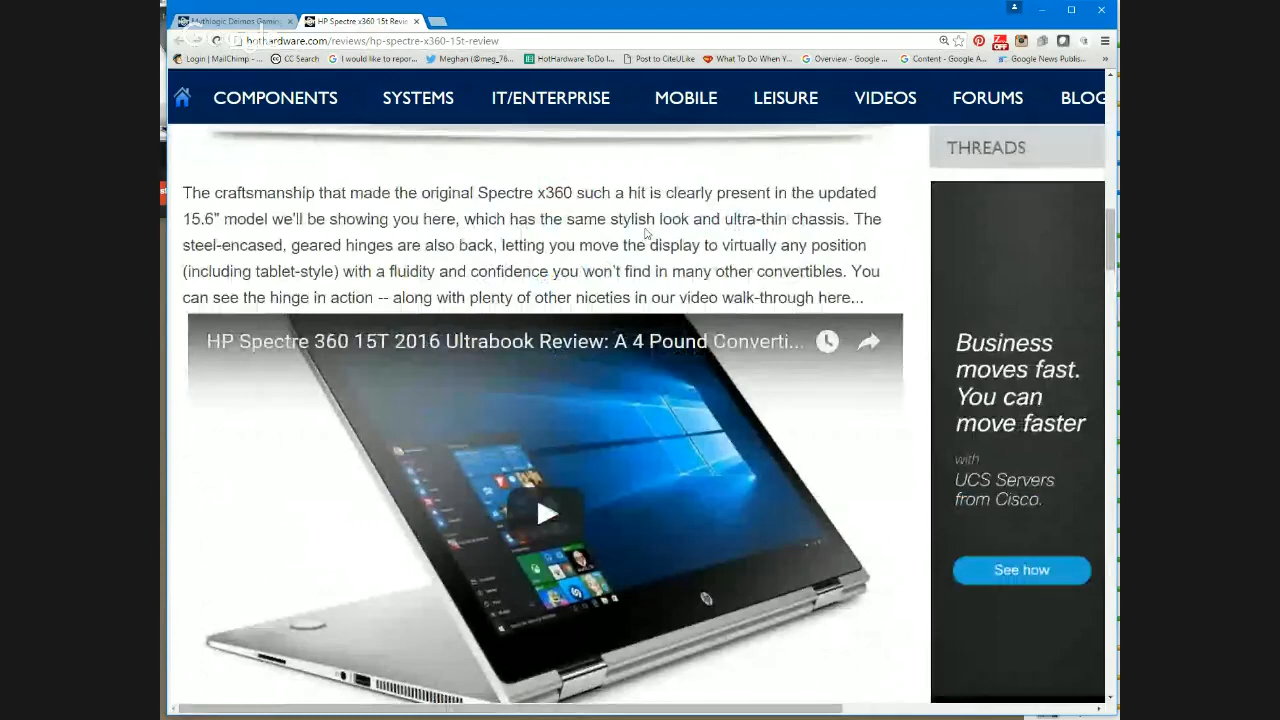 Mythlogic Deimos Gaming
HP Spectre x360 15t Revie
Google
hothardware.com/reviews/hp-spectre-x360-15t-review
Login | MailChimp - ...
CC Search
I would like to repor...
Meghan (@meg_76...
HotHardware ToDo l...
Post to CiteULike
What To Do When Y...
Overview - Google ...
Content - Google A...
Google News Publis...
COMPONENTS SYSTEMS IT/ENTERPRISE MOBILE LEISURE VIDEOS FORUMS BLOG
THREADS
The craftsmanship that made the original Spectre x360 such a hit is clearly present in the updated
15.6" model we'll be showing you here, which has the same stylish look and ultra-thin chassis. The
steel-encased, geared hinges are also back, letting you move the display to virtually any position
(including tablet-style) with a fluidity and confidence you won't find in many other convertibles. You
can see the hinge in action -- along with plenty of other niceties in our video walk-through here...
HP Spectre 360 15T 2016 Ultrabook Review: A 4 Pound Converti...
hp
Business
moves fast.
You can
move faster
with
UCS Servers
from Cisco.
See how